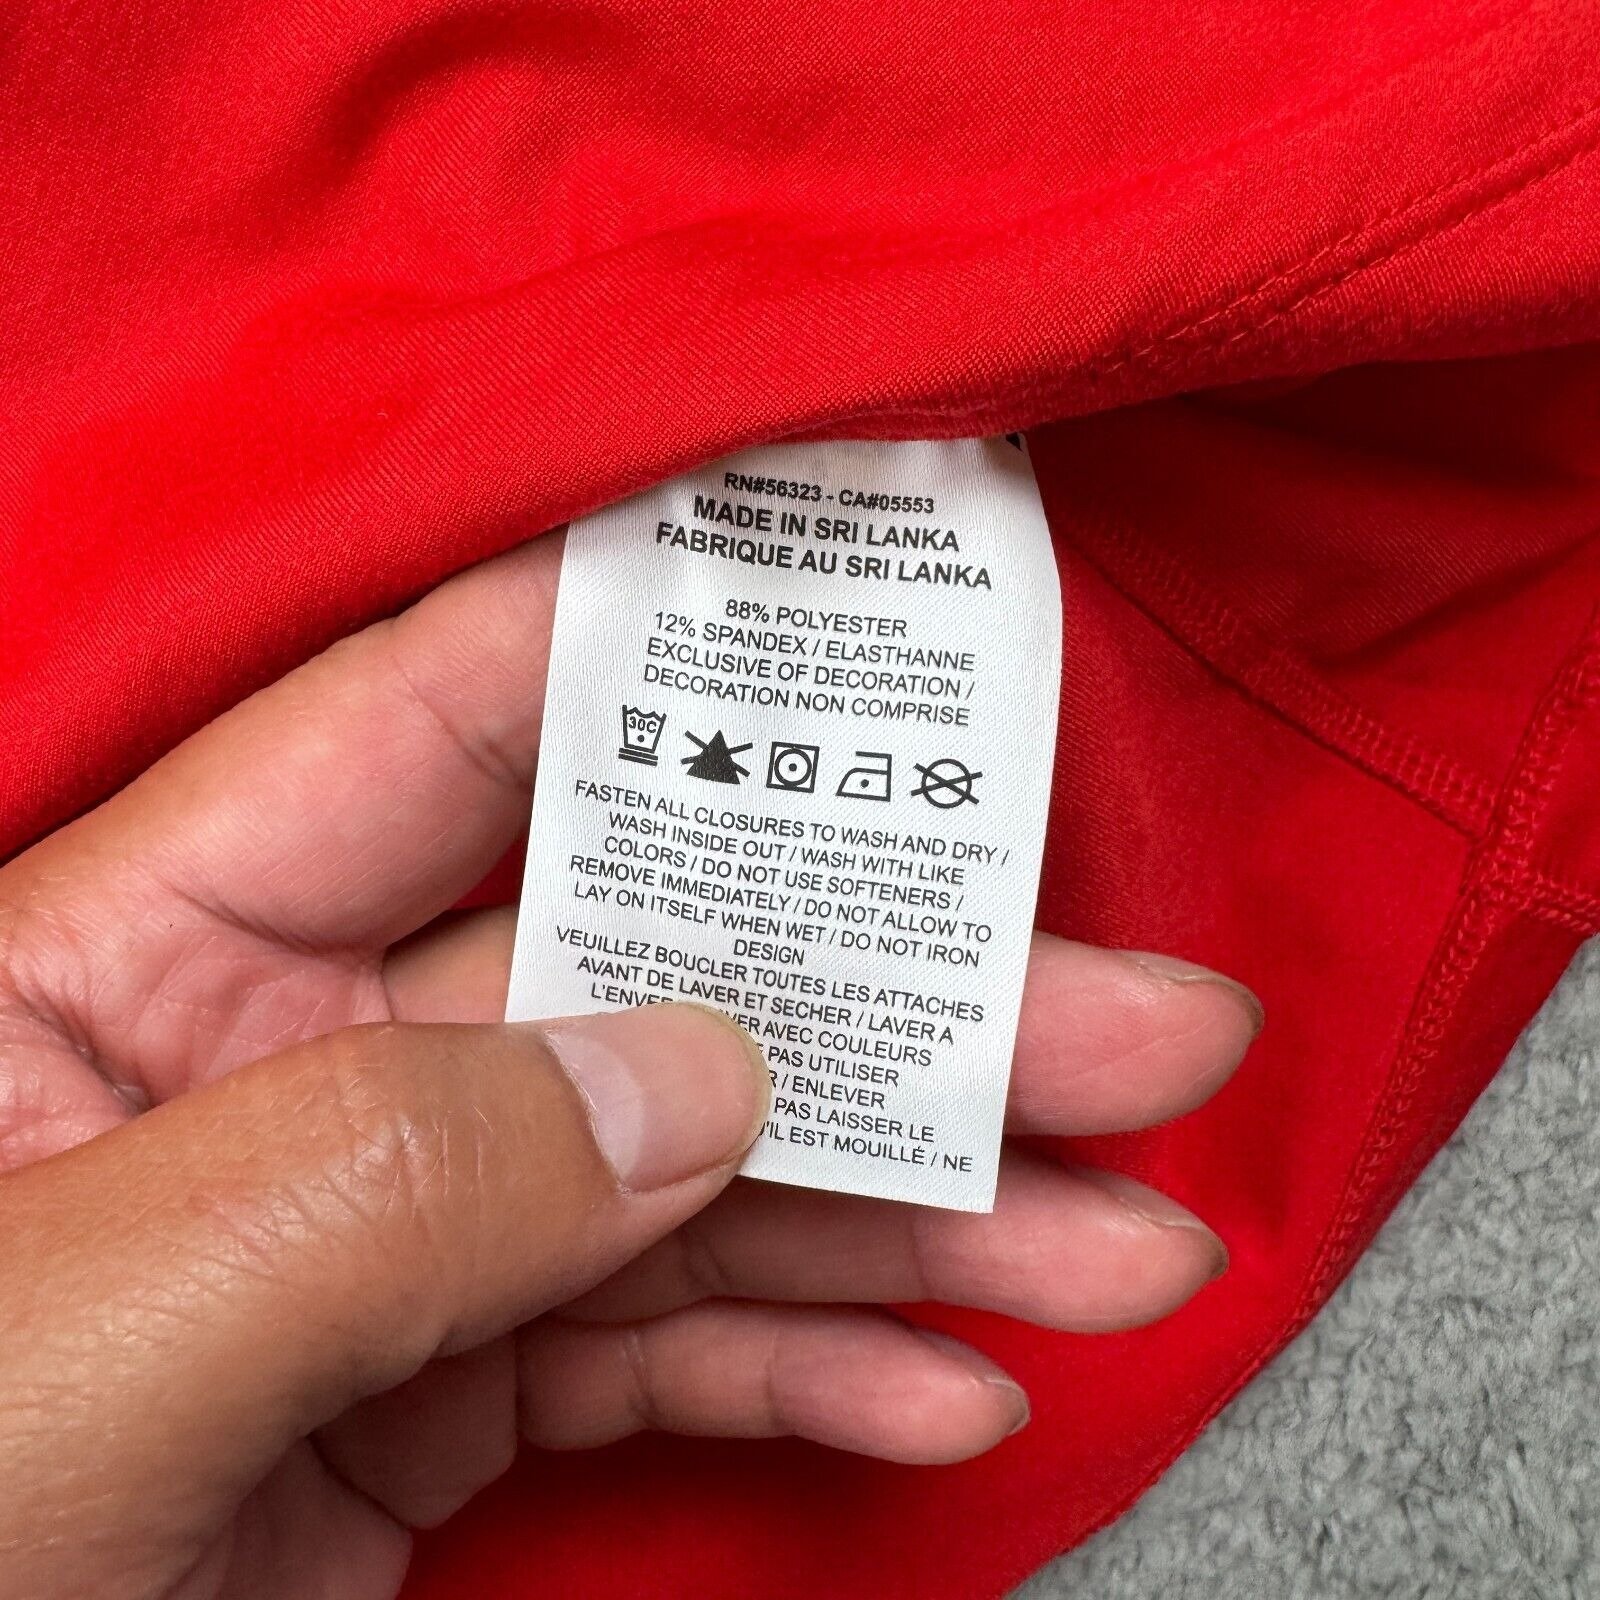 RN#56323 - CA#05553
MADE IN SRI LANKA
FABRIQUE AU SRI LANKA
88% POLYESTER
12% SPANDEX / ELASTHANNE
EXCLUSIVE OF DECORATION /
DECORATION NON COMPRISE
30C
FASTEN ALL CLOSURES TO WASH AND DRY /
WASH INSIDE OUT / WASH WITH LIKE
COLORS / DO NOT USE SOFTENERS /
REMOVE IMMEDIATELY / DO NOT ALLOW TO
LAY ON ITSELF WHEN WET / DO NOT IRON
DESIGN
VEUILLEZ BOUCLER TOUTES LES ATTACHES
AVANT DE LAVER ET SECHER / LAVER A
AVEC COULEURS
PAS UTILISER
/ ENLEVER
PAS LAISSER LE
EST MOUILLÉ / NE